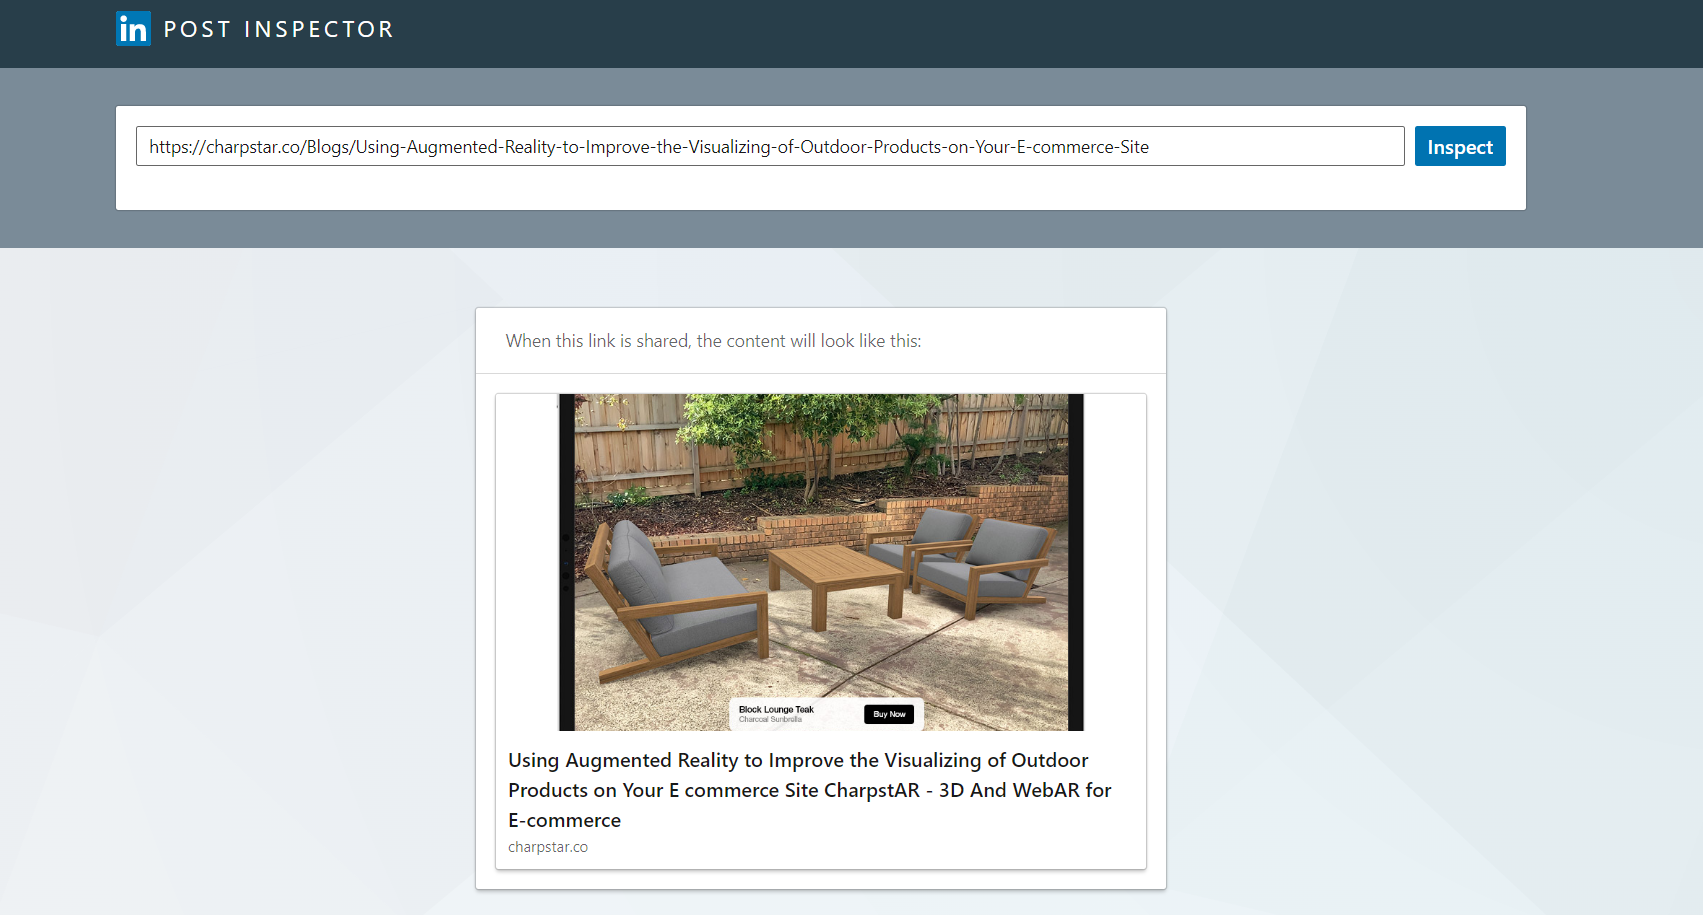 in POST INSPECTOR
https://charpstar.co/Blogs/Using-Augmented-Reality-to-Improve-the-Visualizing-of-Outdoor-Products-on-Your-E-commerce-Site
Inspect
When this link is shared, the content will look like this:
Block Lounge Teak
Charcoal Sunbrella
Buy Now
Using Augmented Reality to Improve the Visualizing of Outdoor
Products on Your E commerce Site CharpstAR - 3D And WebAR for
E-commerce
charpstar.co